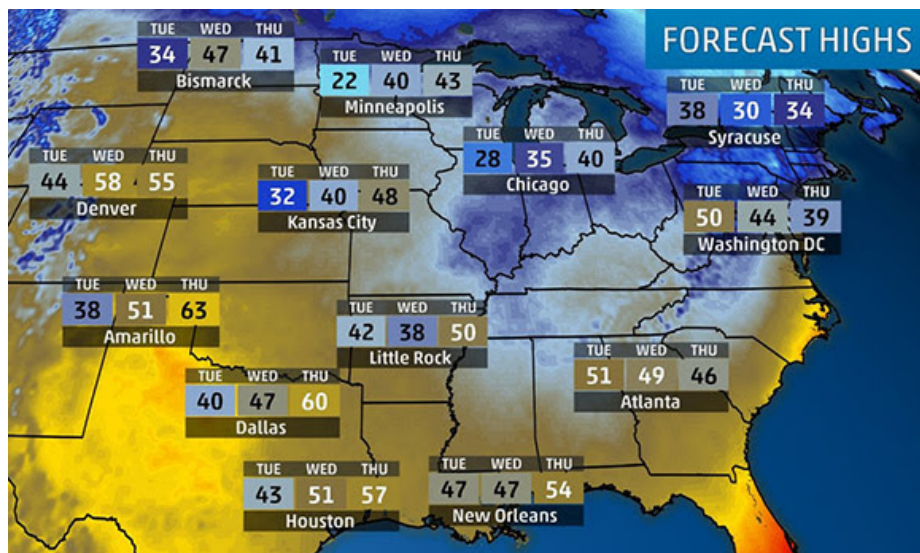 FORECAST HIGHS
TUE WED THU
34 47 41
Bismarck
TUE WED THU
22 40 43
Minneapolis
TUE WED THU
38 30 34
Syracuse
TUE WED THU
28 35 40
Chicago
TUE WED THU
44 58 55
Denver
TUE WED THU
32 40 48
Kansas City
TUE WED THU
50 44 39
Washington DC
TUE WED THU
38 51 63
Amarillo
TUE WED THU
42 38 50
Little Rock
TUE WED THU
51 49 46
Atlanta
TUE WED THU
40 47 60
Dallas
TUE WED THU
43 51 57
Houston
TUE WED THU
47 47 54
New Orleans